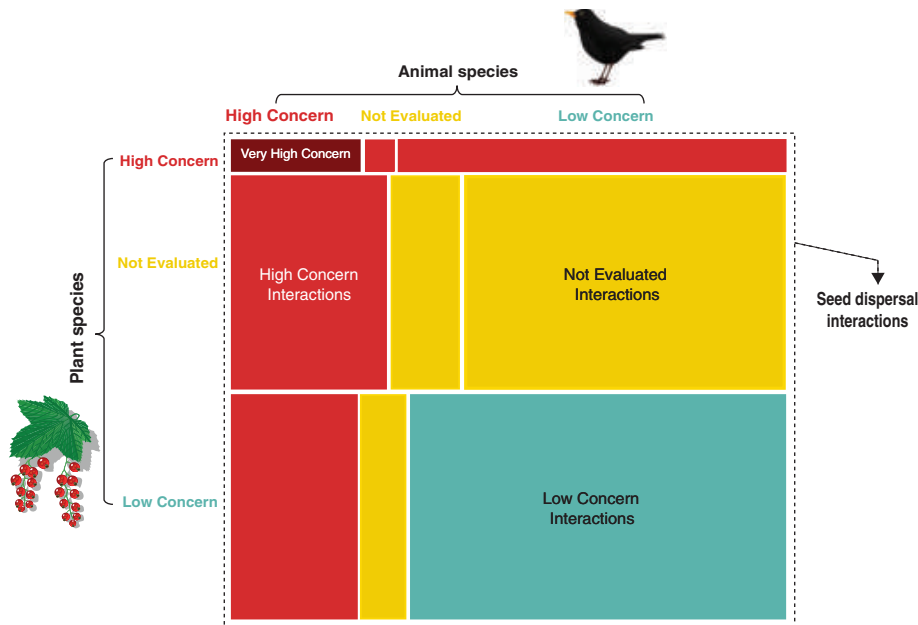 Animal species
High Concern
Not Evaluated
Low Concern
High Concern
Very High Concern
Not Evaluated
High Concern
Interactions
Not Evaluated
Interactions
Seed dispersal
interactions
Plant species
Low Concern
Low Concern
Interactions